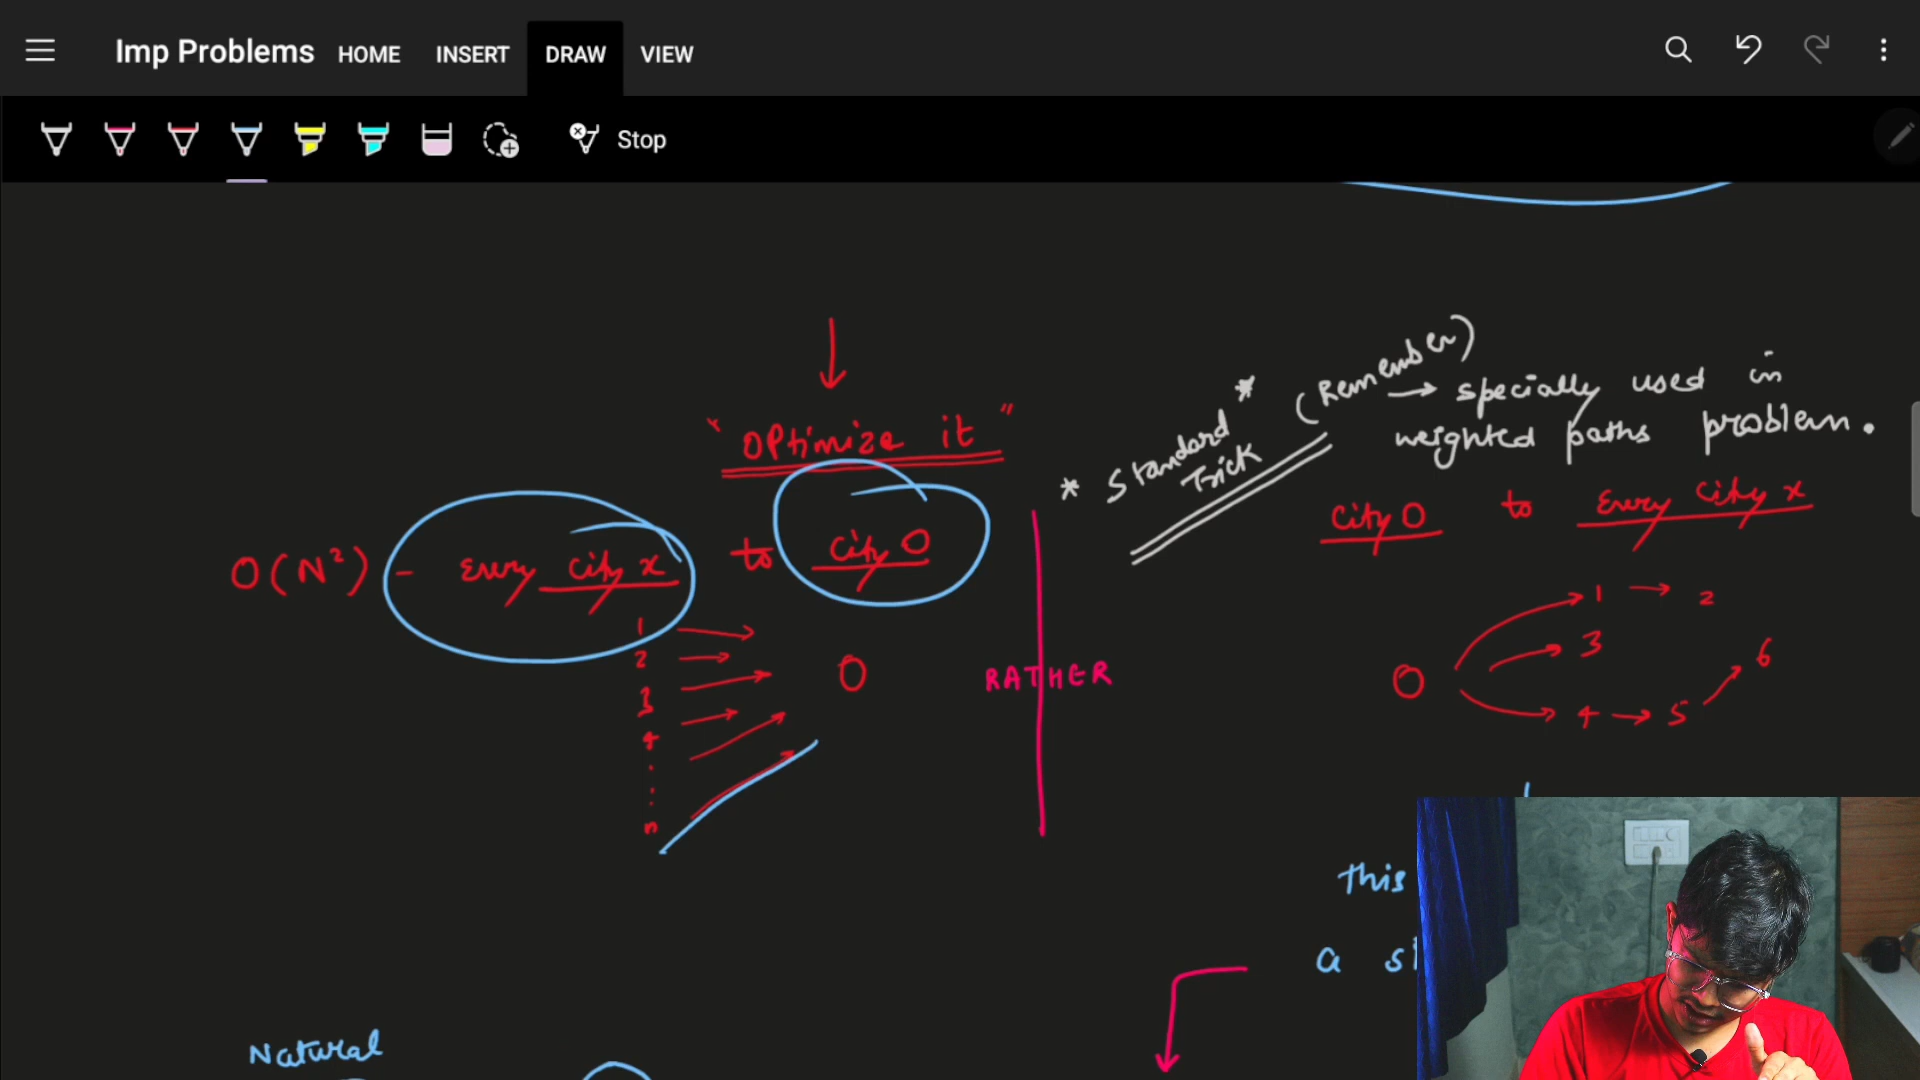 Imp Problems HOME INSERT DRAW VIEW
Stop
"OPtimize it"
* Standard *
Trick
(Remember)
→ specially used in
weighted paths problem.
O(N²) - Every City x to City 0
City 0 to Every City x
1
2
3
4
n
0
RATHER
0
1 → 2
3
4 → 5
6
this
a
Natural